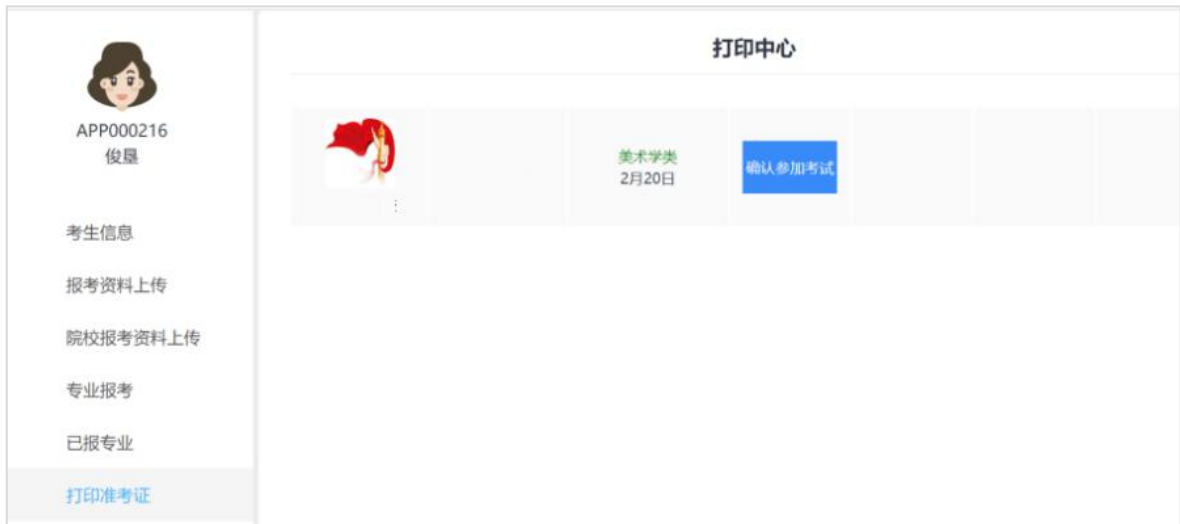 打印中心
APP000216
俊垦
美术学类
2月20日
确认参加考试
考生信息
报考资料上传
院校报考资料上传
专业报考
已报专业
打印准考证